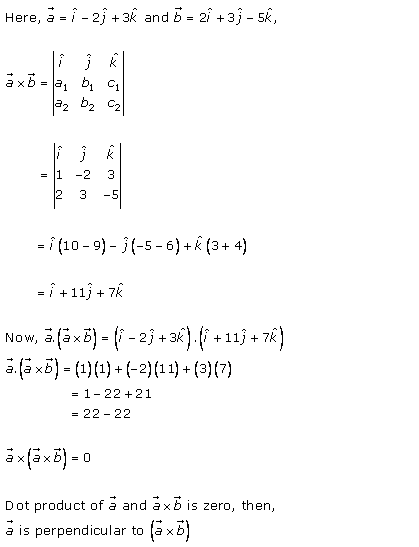 Here, a⃗ = î − 2ĵ + 3k̂ and b⃗ = 2î + 3ĵ − 5k̂,
a⃗ × b⃗ = | î ĵ k̂ |
| a₁ b₁ c₁ |
| a₂ b₂ c₂ |
= | î ĵ k̂ |
| 1 −2 3 |
| 2 3 −5 |
= î (10 − 9) − ĵ (−5 − 6) + k̂ (3 + 4)
= î + 11ĵ + 7k̂
Now, a⃗.(a⃗ × b⃗) = (î − 2ĵ + 3k̂).(î + 11ĵ + 7k̂)
a⃗.(a⃗ × b⃗) = (1)(1) + (−2)(11) + (3)(7)
= 1 − 22 + 21
= 22 − 22
a⃗ × (a⃗ × b⃗) = 0
Dot product of a⃗ and a⃗ × b⃗ is zero, then,
a⃗ is perpendicular to (a⃗ × b⃗)